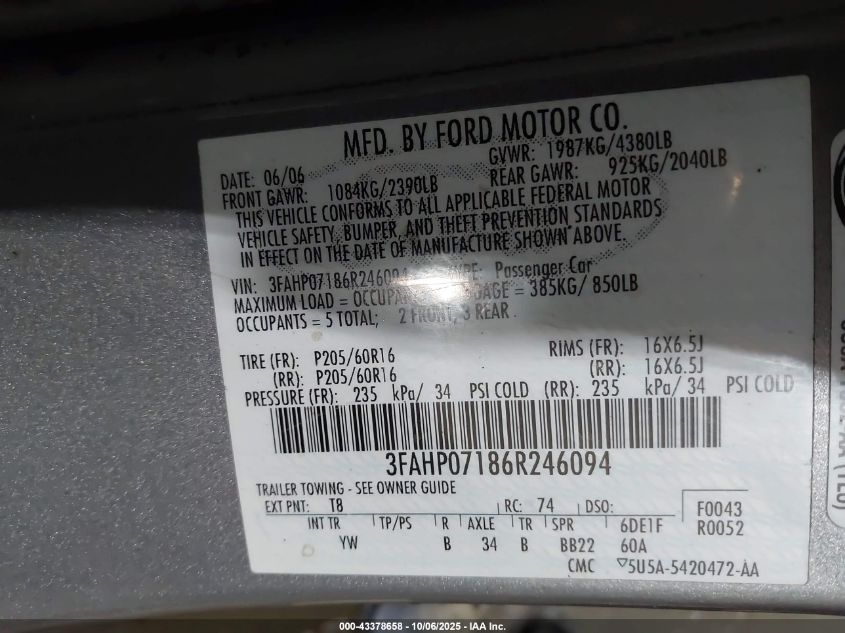 MFD. BY FORD MOTOR CO.
DATE: 06/06 GVWR: 1987KG/4380LB
FRONT GAWR: 1084KG/2390LB REAR GAWR: 925KG/2040LB
THIS VEHICLE CONFORMS TO ALL APPLICABLE FEDERAL MOTOR
VEHICLE SAFETY, BUMPER, AND THEFT PREVENTION STANDARDS
IN EFFECT ON THE DATE OF MANUFACTURE SHOWN ABOVE.
VIN: 3FAHP07186R246094 TYPE: Passenger Car
MAXIMUM LOAD = OCCUPANTS = 385KG/ 850LB
OCCUPANTS = 5 TOTAL; 2 FRONT, 3 REAR
TIRE (FR): P205/60R16 RIMS (FR): 16X6.5J
(RR): P205/60R16 (RR): 16X6.5J
PRESSURE (FR): 235 kPa/ 34 PSI COLD (RR): 235 kPa/ 34 PSI COLD
3FAHP07186R246094
TRAILER TOWING - SEE OWNER GUIDE
EXT PNT: T8 RC: 74 DSO: F0043
INT TR TP/PS R AXLE TR SPR 6DE1F R0052
YW B 34 B BB22 60A
CMC ▽5U5A-5420472-AA
000-43378658 - 10/06/2025 - IAA Inc.